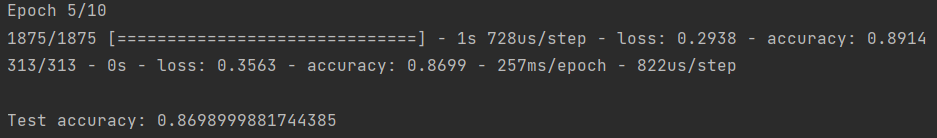 Epoch 5/10
1875/1875 [==============================] - 1s 728us/step - loss: 0.2938 - accuracy: 0.8914
313/313 - 0s - loss: 0.3563 - accuracy: 0.8699 - 257ms/epoch - 822us/step
Test accuracy: 0.8698999881744385